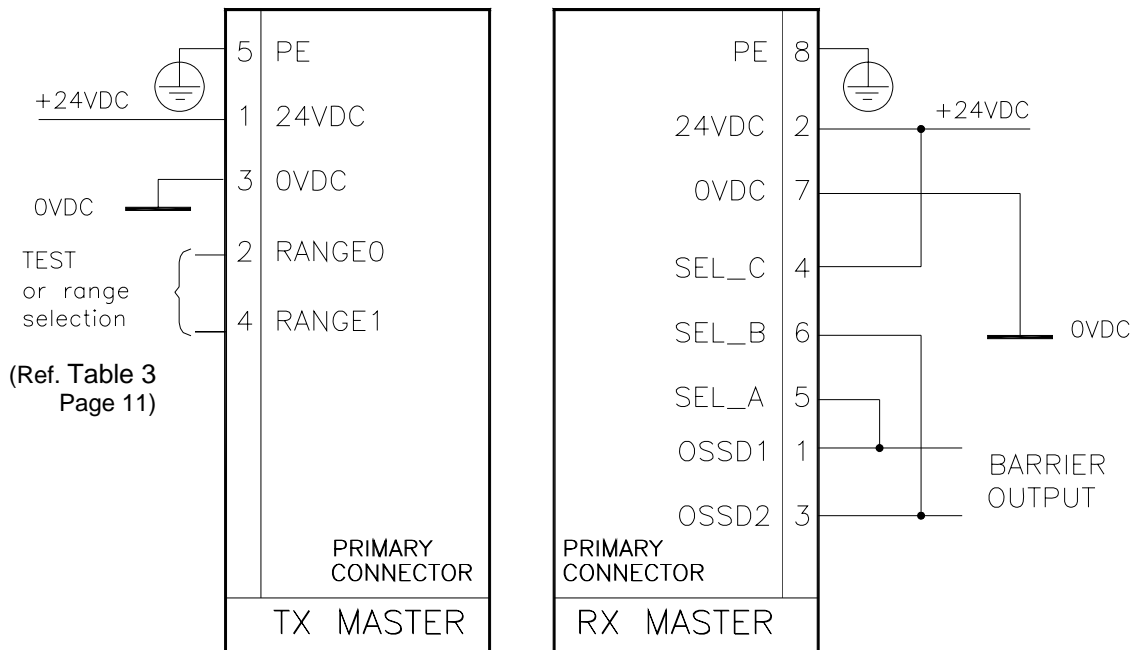 5 PE
+24VDC
1 24VDC
3 0VDC
0VDC
2 RANGE0
TEST
or range
selection
4 RANGE1
(Ref. Table 3
Page 11)
PRIMARY
CONNECTOR
TX MASTER
PE 8
+24VDC
24VDC 2
0VDC 7
SEL_C 4
SEL_B 6
0VDC
SEL_A 5
OSSD1 1
BARRIER
OUTPUT
OSSD2 3
PRIMARY
CONNECTOR
RX MASTER